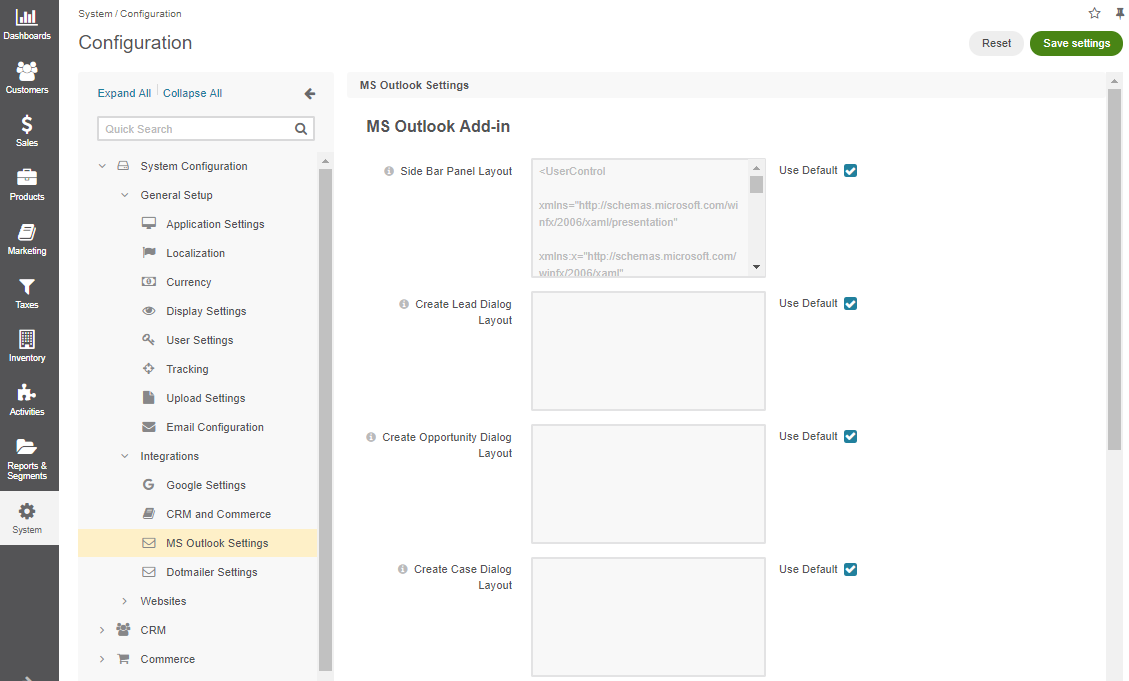 Dashboards
Customers
Sales
Products
Marketing
Taxes
Inventory
Activities
Reports &
Segments
System
System / Configuration
Configuration
Reset
Save settings
Expand All
Collapse All
Quick Search
System Configuration
General Setup
Application Settings
Localization
Currency
Display Settings
User Settings
Tracking
Upload Settings
Email Configuration
Integrations
Google Settings
CRM and Commerce
MS Outlook Settings
Dotmailer Settings
Websites
CRM
Commerce
MS Outlook Settings
MS Outlook Add-in
Side Bar Panel Layout
<UserControl
xmlns="http://schemas.microsoft.com/wi
nfx/2006/xaml/presentation"
xmlns:x="http://schemas.microsoft.com/
winfx/2006/xaml"
Use Default
Create Lead Dialog
Layout
Use Default
Create Opportunity Dialog
Layout
Use Default
Create Case Dialog
Layout
Use Default